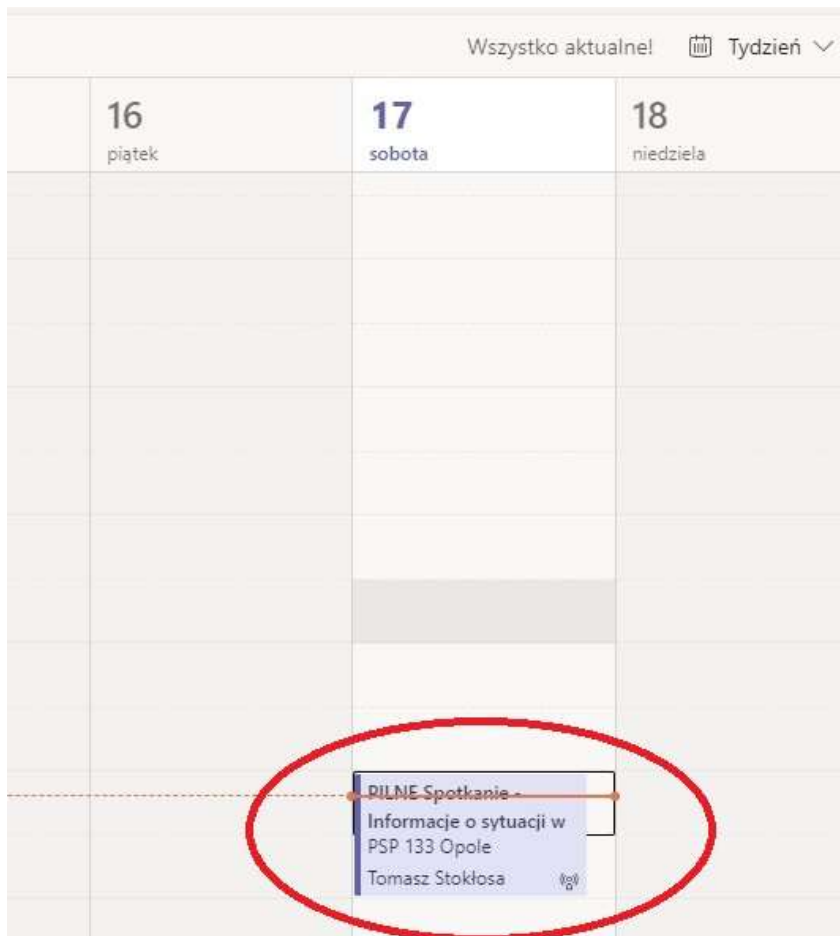 Wszystko aktualne! Tydzień
16
piątek
17
sobota
18
niedziela
PILNE Spotkanie -
Informacje o sytuacji w
PSP 133 Opole
Tomasz Stokłosa